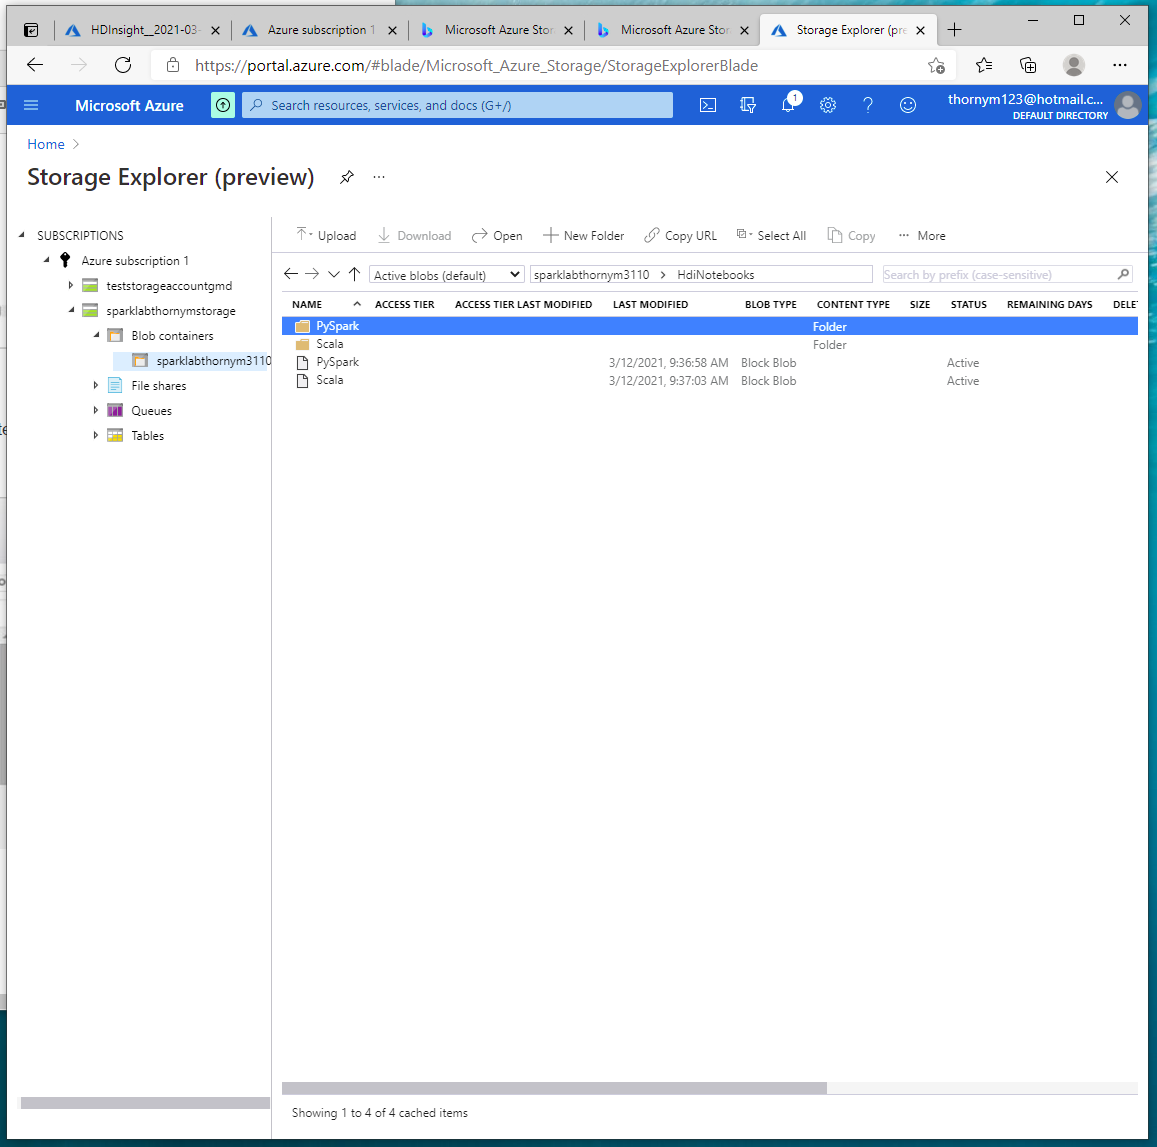 HDInsight__2021-03-
Azure subscription 1
Microsoft Azure Stor
Microsoft Azure Stor
Storage Explorer (pre
https://portal.azure.com/#blade/Microsoft_Azure_Storage/StorageExplorerBlade
Microsoft Azure
Search resources, services, and docs (G+/)
1
thornym123@hotmail.c...
DEFAULT DIRECTORY
Home
Storage Explorer (preview)
SUBSCRIPTIONS
Azure subscription 1
teststorageaccountgmd
sparklabthornymstorage
Blob containers
sparklabthornym3110
File shares
Queues
Tables
Upload Download Open New Folder Copy URL Select All Copy More
Active blobs (default) sparklabthornym3110 > HdiNotebooks Search by prefix (case-sensitive)
NAME ACCESS TIER ACCESS TIER LAST MODIFIED LAST MODIFIED BLOB TYPE CONTENT TYPE SIZE STATUS REMAINING DAYS DELET
PySpark Folder
Scala Folder
PySpark 3/12/2021, 9:36:58 AM Block Blob Active
Scala 3/12/2021, 9:37:03 AM Block Blob Active
Showing 1 to 4 of 4 cached items